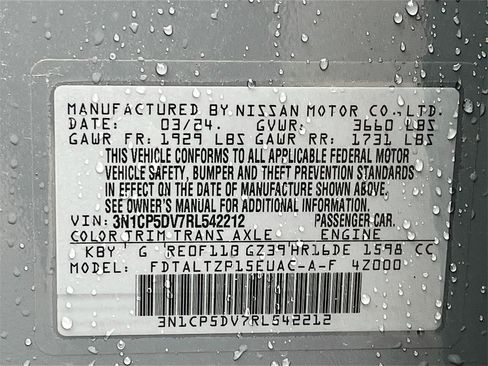 MANUFACTURED BY NISSAN MOTOR CO.,LTD.
DATE: 03/24. GVWR: 3660 LBS
GAWR FR: 1929 LBS GAWR RR: 1731 LBS
THIS VEHICLE CONFORMS TO ALL APPLICABLE FEDERAL MOTOR
VEHICLE SAFETY, BUMPER AND THEFT PREVENTION STANDARDS
IN EFFECT ON THE DATE OF MANUFACTURE SHOWN ABOVE.
SEE OWNER'S MANUAL FOR ADDITIONAL INFORMATION.
VIN: 3N1CP5DV7RL542212 PASSENGER CAR.
COLOR TRIM TRANS AXLE ENGINE
KBY G RE0F11B GZ39 HR16DE 1598 CC
MODEL: FDTALTZP15EUAC-A-F 4Z000
3N1CP5DV7RL542212